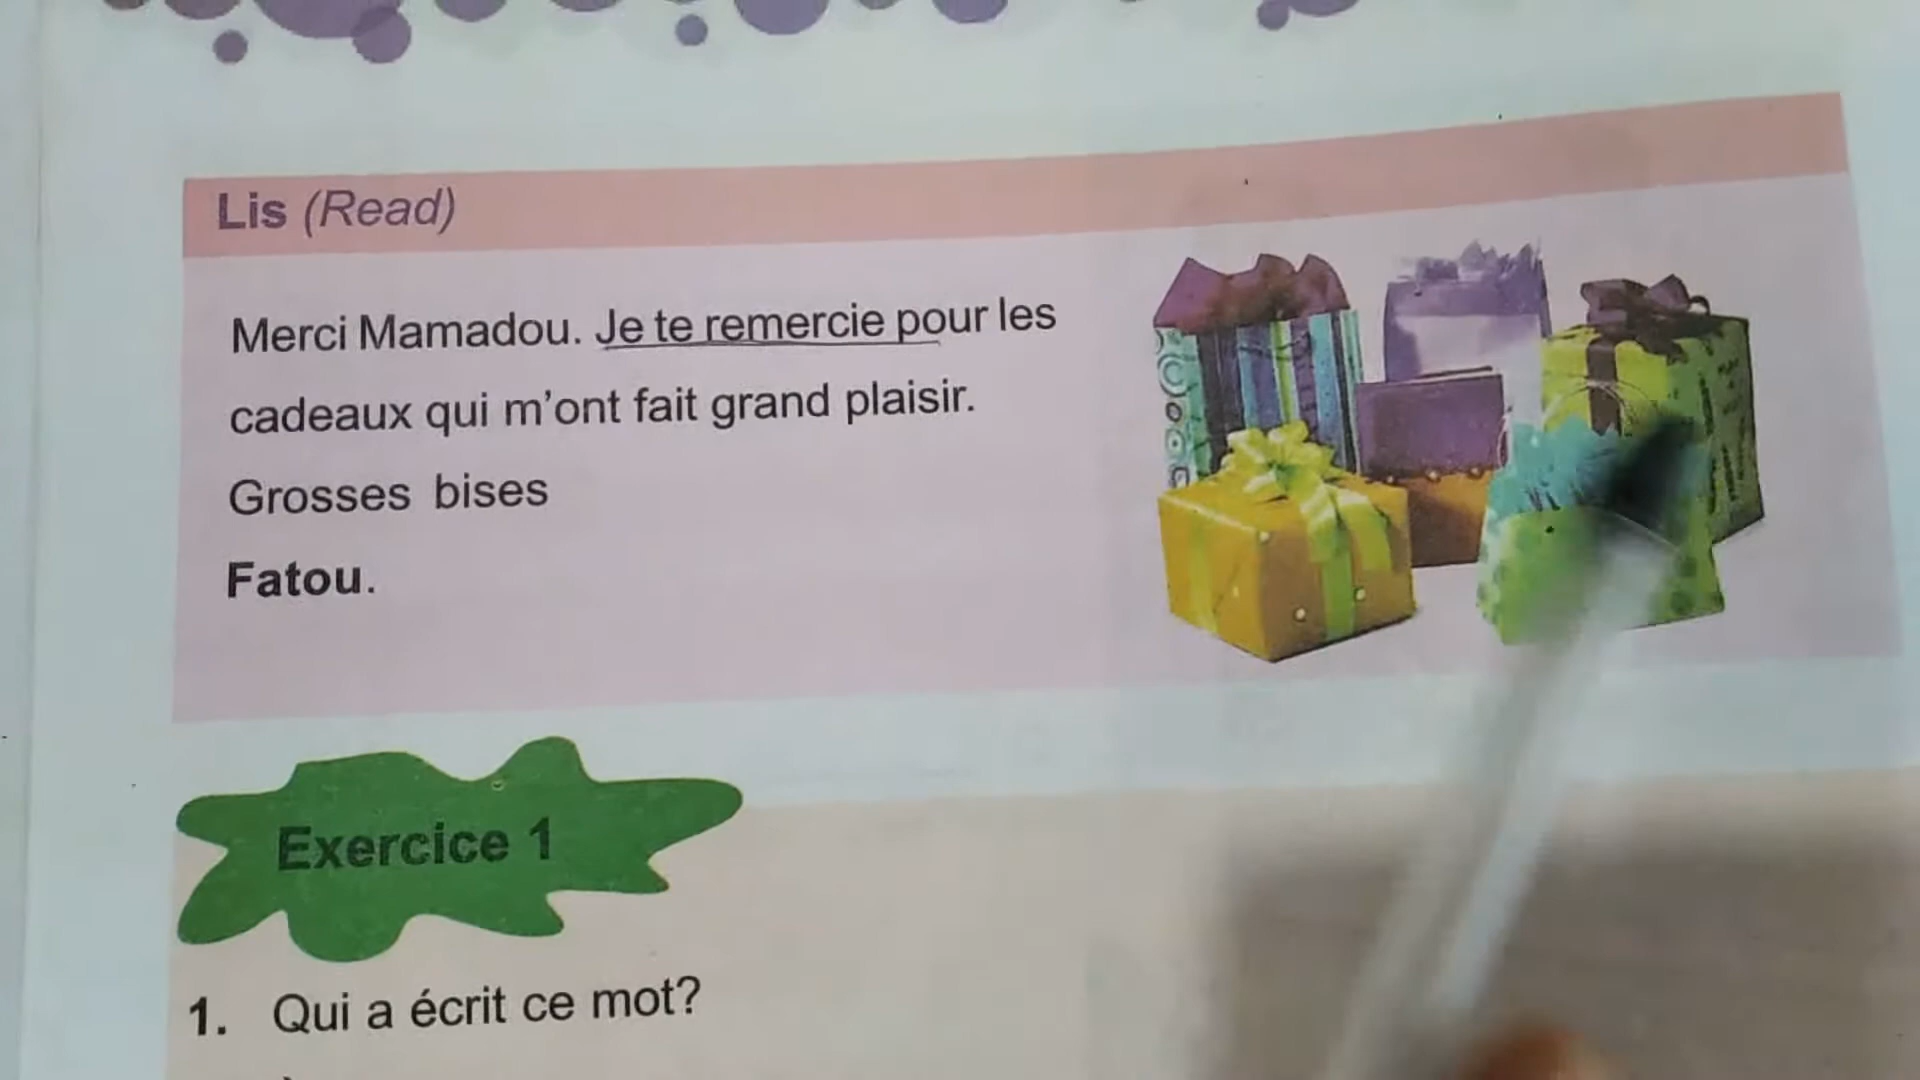 Lis (Read)
Merci Mamadou. Je te remercie pour les
cadeaux qui m'ont fait grand plaisir.
Grosses bises
Fatou.
Exercice 1
1. Qui a écrit ce mot?